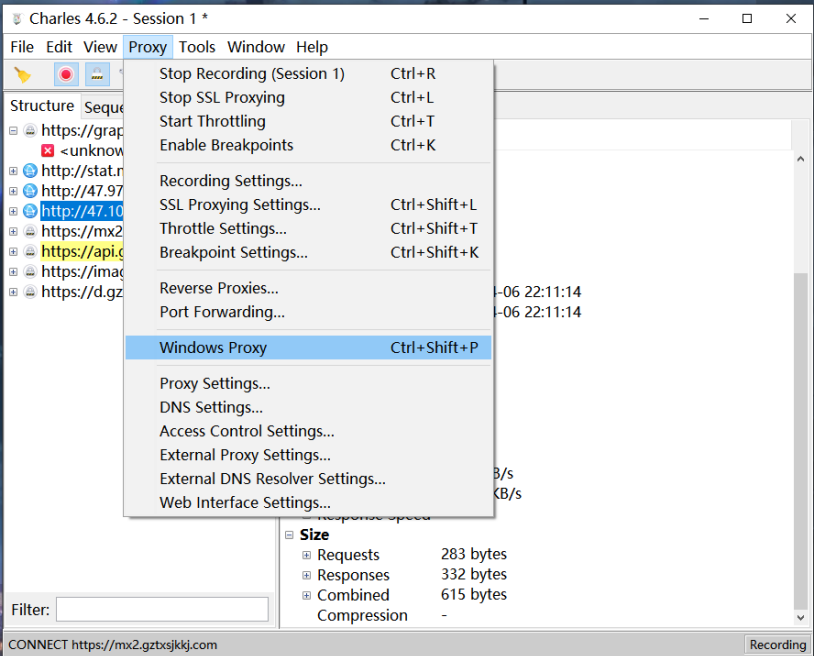 Charles 4.6.2 - Session 1 *
File Edit View Proxy Tools Window Help
Stop Recording (Session 1) Ctrl+R
Stop SSL Proxying Ctrl+L
Start Throttling Ctrl+T
Enable Breakpoints Ctrl+K
Recording Settings...
SSL Proxying Settings... Ctrl+Shift+L
Throttle Settings... Ctrl+Shift+T
Breakpoint Settings... Ctrl+Shift+K
Reverse Proxies...
Port Forwarding...
Windows Proxy Ctrl+Shift+P
Proxy Settings...
DNS Settings...
Access Control Settings...
External Proxy Settings...
External DNS Resolver Settings...
Web Interface Settings...
Structure Seque
https://grap
<unknow
http://stat.n
http://47.97
http://47.10
https://mx2
https://api.g
https://imag
https://d.gz
-06 22:11:14
-06 22:11:14
B/s
KB/s
Response Speed
Size
Requests 283 bytes
Responses 332 bytes
Combined 615 bytes
Compression -
Filter:
CONNECT https://mx2.gztxsjkkj.com
Recording